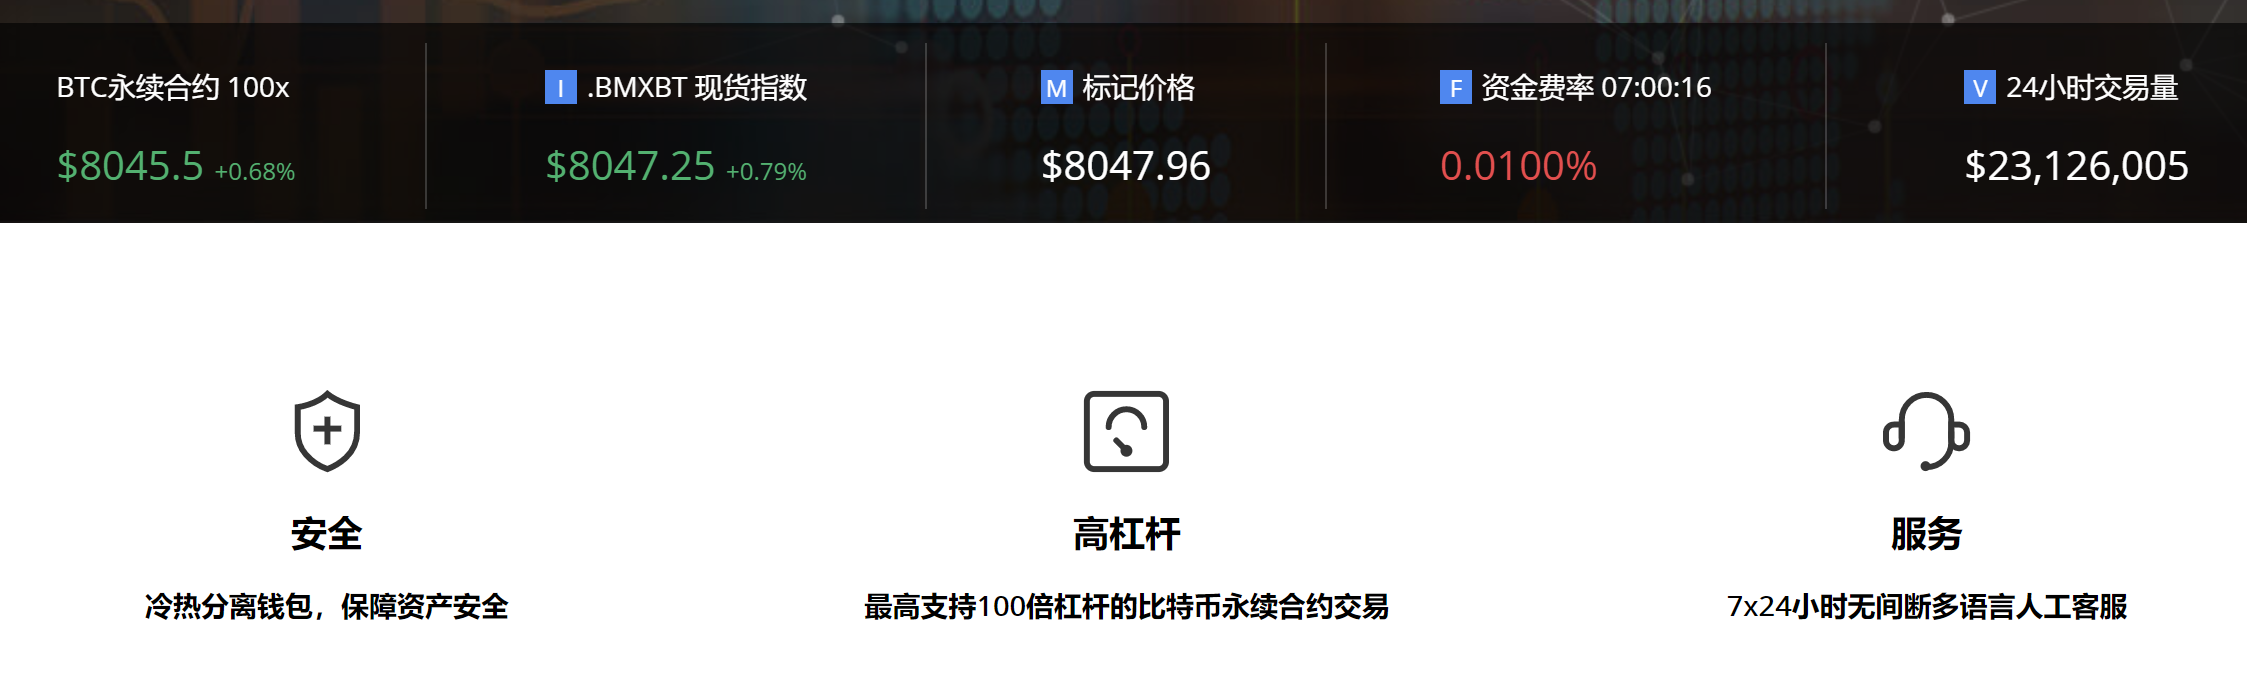 BTC永续合约 100x
I .BMXBT 现货指数
M 标记价格
F 资金费率 07:00:16
V 24小时交易量
$8045.5 +0.68%
$8047.25 +0.79%
$8047.96
0.0100%
$23,126,005
安全
高杠杆
服务
冷热分离钱包，保障资产安全
最高支持100倍杠杆的比特币永续合约交易
7x24小时无间断多语言人工客服